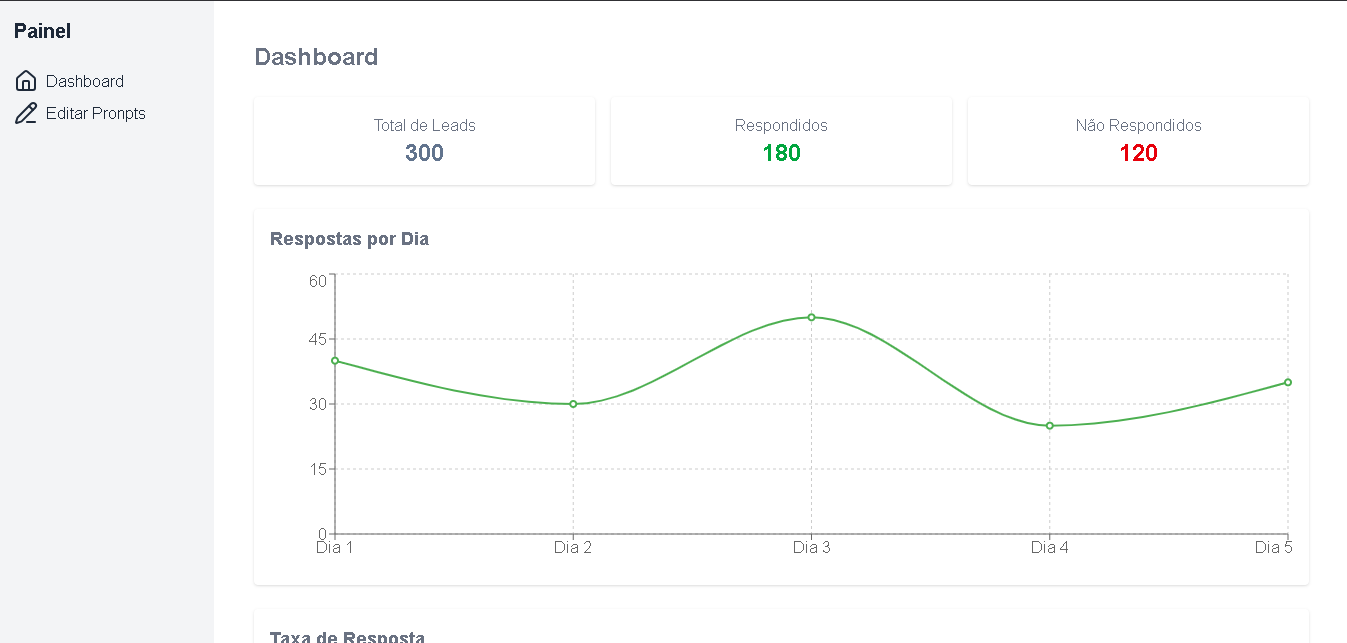 Painel
Dashboard
Editar Pronpts
Dashboard
Total de Leads
300
Respondidos
180
Não Respondidos
120
Respostas por Dia
60
45
30
15
0
Dia 1
Dia 2
Dia 3
Dia 4
Dia 5
Taxa de Resposta